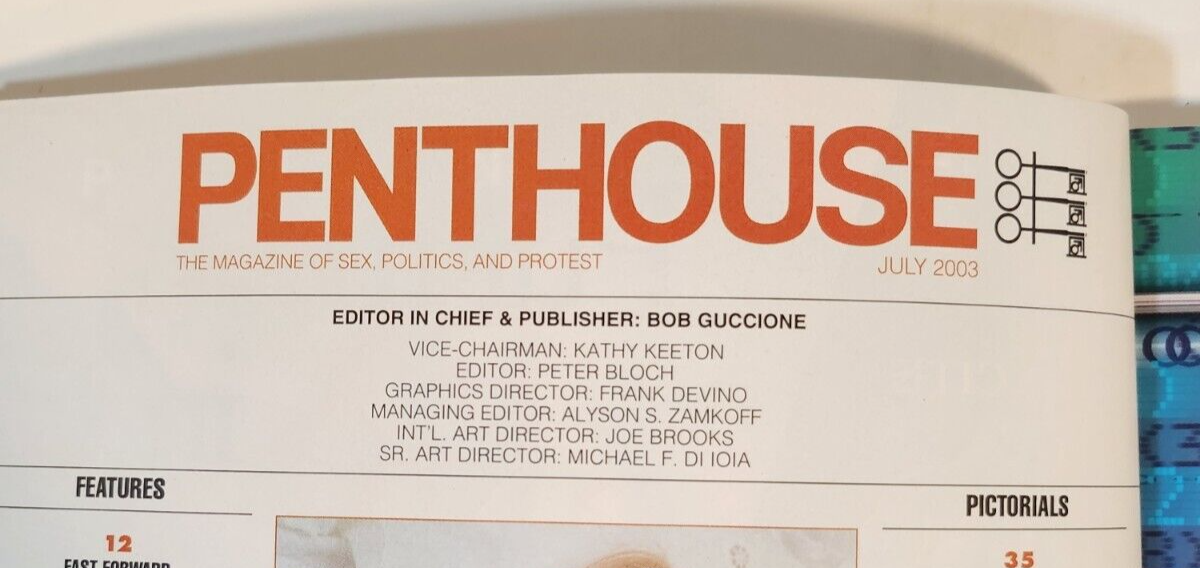 PENTHOUSE
THE MAGAZINE OF SEX, POLITICS, AND PROTEST
JULY 2003
EDITOR IN CHIEF & PUBLISHER: BOB GUCCIONE
VICE-CHAIRMAN: KATHY KEETON
EDITOR: PETER BLOCH
GRAPHICS DIRECTOR: FRANK DEVINO
MANAGING EDITOR: ALYSON S. ZAMKOFF
INT'L. ART DIRECTOR: JOE BROOKS
SR. ART DIRECTOR: MICHAEL F. DI IOIA
FEATURES
12
FAST FORWARD
PICTORIALS
35